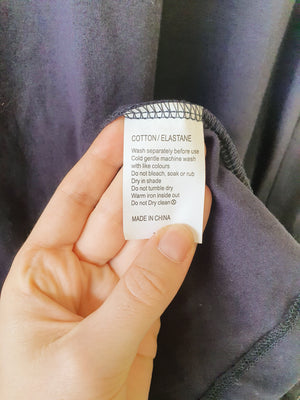 COTTON / ELASTANE
Wash separately before use
Cold gentle machine wash
with like colours
Do not bleach, soak or rub
Dry in shade
Do not tumble dry
Warm iron inside out
Do not Dry clean Ⓧ
MADE IN CHINA